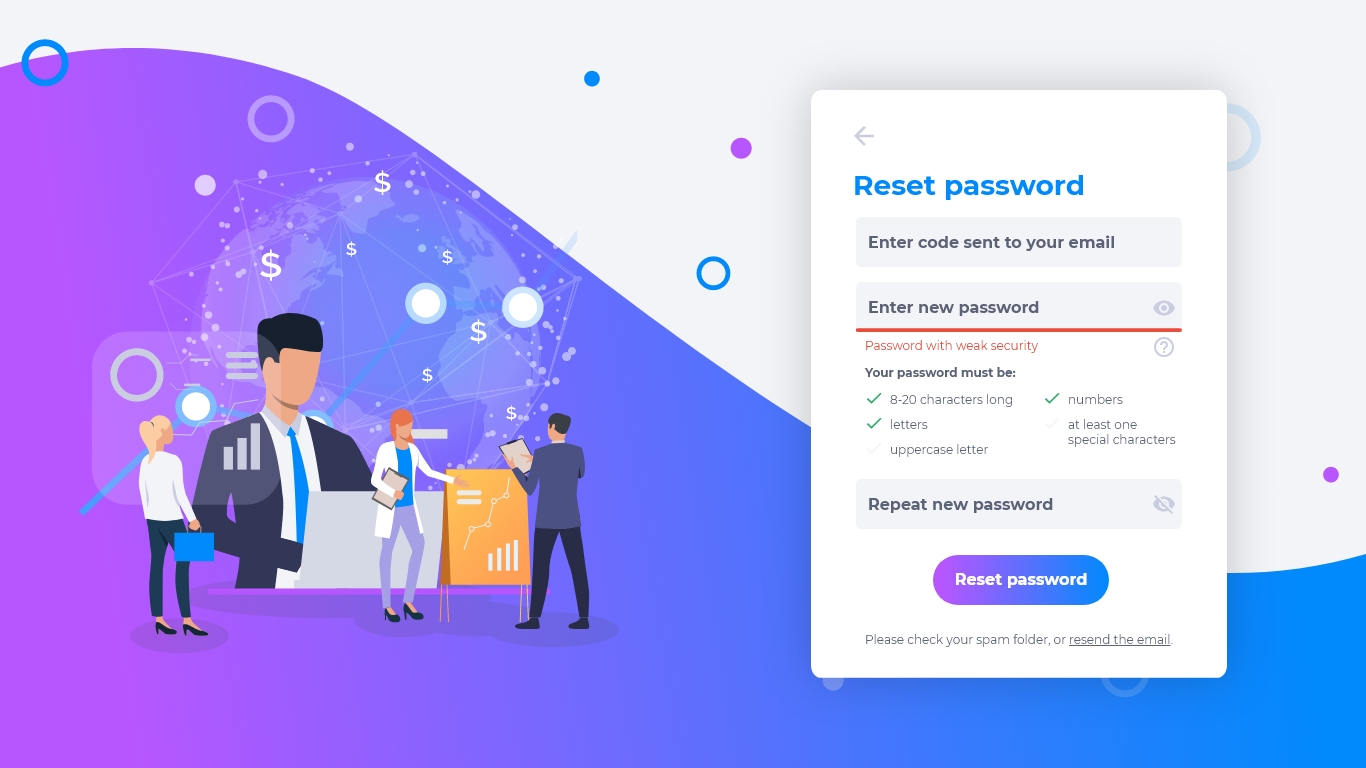 $
$
$
$
$
$
$
Reset password
Enter code sent to your email
Enter new password
Password with weak security
?
Your password must be:
8-20 characters long
numbers
letters
at least one
special characters
uppercase letter
Repeat new password
Reset password
Please check your spam folder, or resend the email.